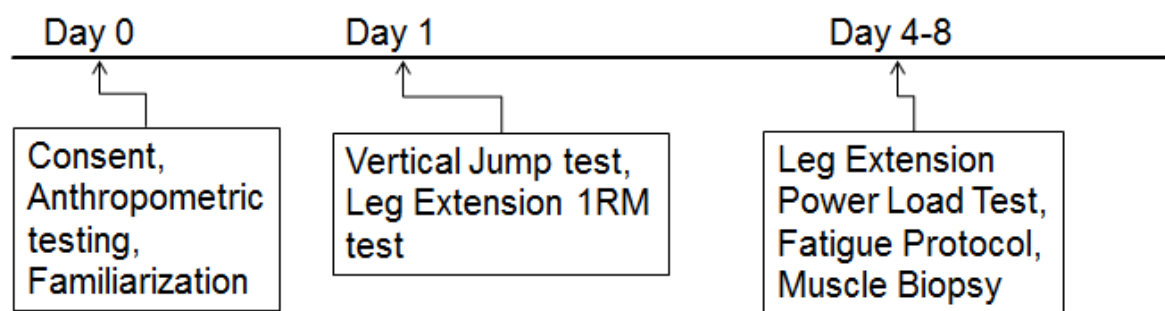 Day 0
Day 1
Day 4-8
Consent,
Anthropometric
testing,
Familiarization
Vertical Jump test,
Leg Extension 1RM
test
Leg Extension
Power Load Test,
Fatigue Protocol,
Muscle Biopsy